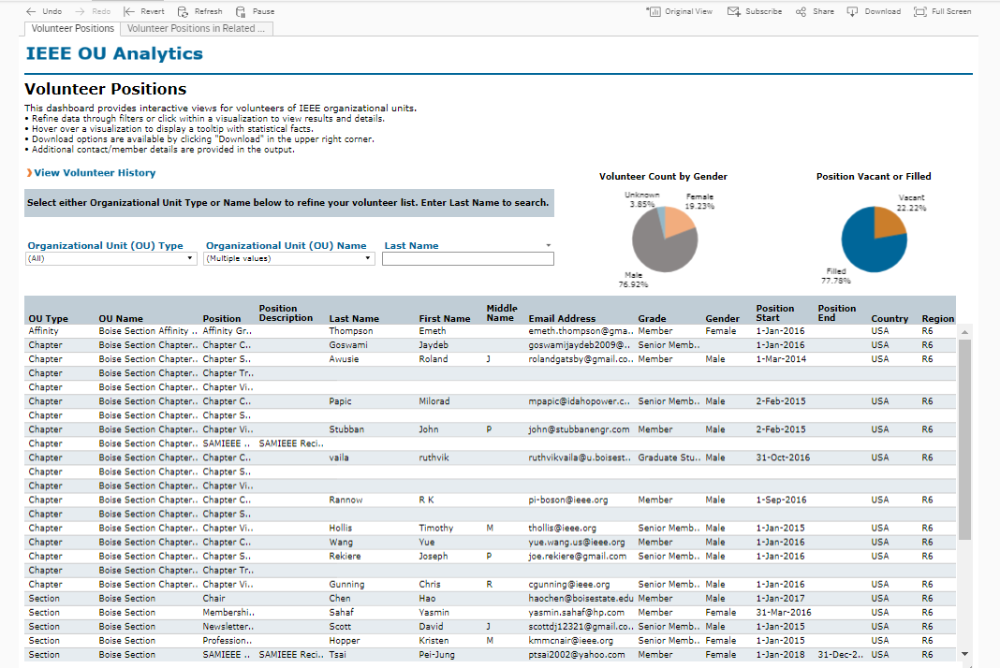 Undo Redo Revert Refresh Pause Original View Subscribe Share Download Full Screen
Volunteer Positions Volunteer Positions in Related ...
IEEE OU Analytics
Volunteer Positions
This dashboard provides interactive views for volunteers of IEEE organizational units.
• Refine data through filters or click within a visualization to view results and details.
• Hover over a visualization to display a tooltip with statistical facts.
• Download options are available by clicking "Download" in the upper right corner.
• Additional contact/member details are provided in the output.
❯View Volunteer History
Select either Organizational Unit Type or Name below to refine your volunteer list. Enter Last Name to search.
Organizational Unit (OU) Type Organizational Unit (OU) Name Last Name
(All) (Multiple values)
Volunteer Count by Gender
Unknown
3.85%
Female
19.23%
Male
76.92%
Position Vacant or Filled
Vacant
22.22%
Filled
77.78%
OU Type OU Name Position Position Description Last Name First Name Middle Name Email Address Grade Gender Position Start Position End Country Region
Affinity Boise Section Affinity .. Affinity Gr.. Thompson Emeth emeth.thompson@gma.. Member Female 1-Jan-2016 USA R6
Chapter Boise Section Chapter.. Chapter C.. Goswami Jaydeb goswamijaydeb2009@.. Senior Memb.. 1-Jan-2016 USA R6
Chapter Boise Section Chapter.. Chapter S.. Awusie Roland J rolandgatsby@gmail.co.. Member Male 1-Mar-2014 USA R6
Chapter Boise Section Chapter.. Chapter Tr..
Chapter Boise Section Chapter.. Chapter Vi..
Chapter Boise Section Chapter.. Chapter C.. Papic Milorad mpapic@idahopower.c.. Senior Memb.. Male 2-Feb-2015 USA R6
Chapter Boise Section Chapter.. Chapter S..
Chapter Boise Section Chapter.. Chapter Vi.. Stubban John P john@stubbanengr.com Member Male 2-Feb-2015 USA R6
Chapter Boise Section Chapter.. SAMIEEE .. SAMIEEE Reci..
Chapter Boise Section Chapter.. Chapter C.. vaila ruthvik ruthvikvaila@u.boisest.. Graduate Stu.. Male 31-Oct-2016 USA R6
Chapter Boise Section Chapter.. Chapter S..
Chapter Boise Section Chapter.. Chapter Vi..
Chapter Boise Section Chapter.. Chapter C.. Rannow R K pi-boson@ieee.org Member Male 1-Sep-2016 USA R6
Chapter Boise Section Chapter.. Chapter S..
Chapter Boise Section Chapter.. Chapter Vi.. Hollis Timothy M thollis@ieee.org Senior Memb.. Male 1-Jan-2015 USA R6
Chapter Boise Section Chapter.. Chapter C.. Wang Yue yue.wang.us@ieee.org Member Male 1-Jan-2016 USA R6
Chapter Boise Section Chapter.. Chapter S.. Rekiere Joseph P joe.rekiere@gmail.com Senior Memb.. Male 1-Jan-2016 USA R6
Chapter Boise Section Chapter.. Chapter Tr..
Chapter Boise Section Chapter.. Chapter Vi.. Gunning Chris R cgunning@ieee.org Senior Memb.. Male 1-Jan-2016 USA R6
Section Boise Section Chair Chen Hao haochen@boisestate.edu Member Male 1-Jan-2017 USA R6
Section Boise Section Membershi.. Sahaf Yasmin yasmin.sahaf@hp.com Member Female 31-Mar-2016 USA R6
Section Boise Section Newsletter.. Scott David J scottdj12321@gmail.co.. Senior Memb.. Male 1-Jan-2015 USA R6
Section Boise Section Profession.. Hopper Kristen M kmmcnair@ieee.org Senior Memb.. Female 1-Jan-2015 USA R6
Section Boise Section SAMIEEE .. SAMIEEE Reci.. Tsai Pei-Jung ptsai2002@yahoo.com Member Female 1-Jan-2018 31-Dec-2.. USA R6